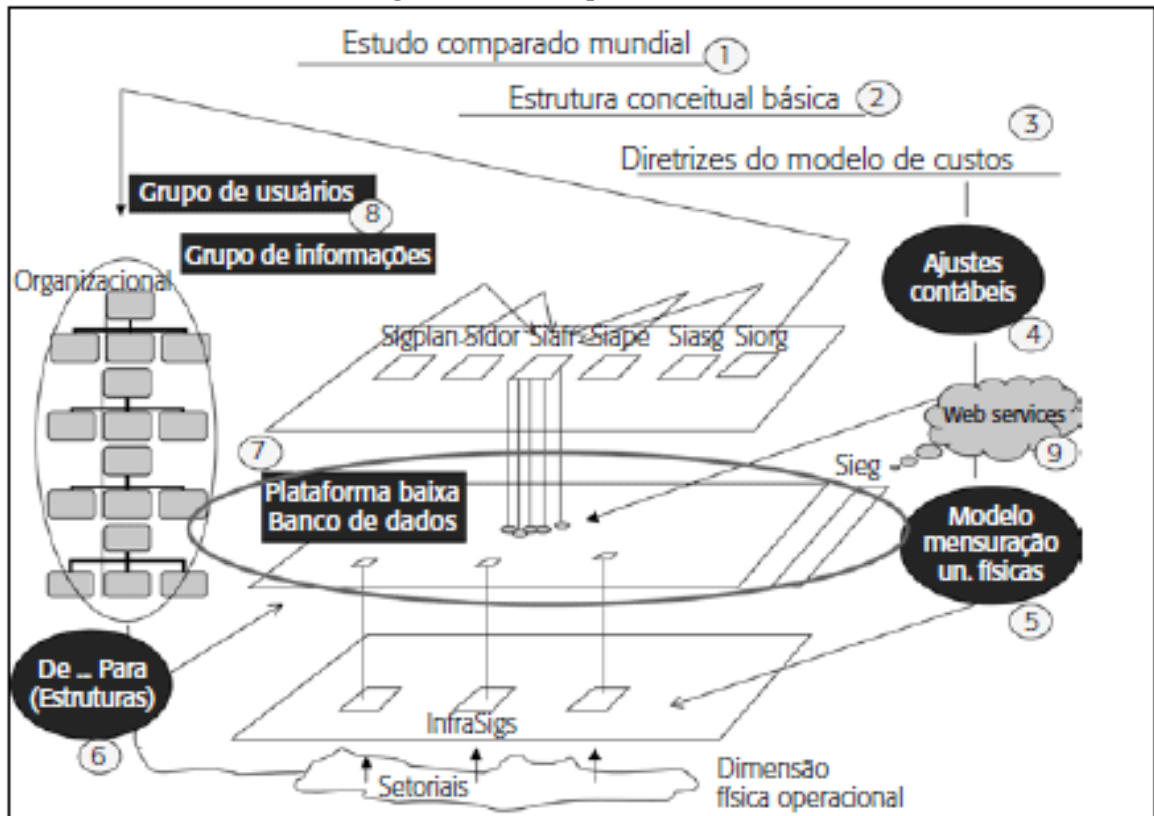 Estudo comparado mundial 1
Estrutura conceitual básica 2
3
Diretrizes do modelo de custos
Grupo de usuários
8
Grupo de informações
Organizacional
Ajustes
contábeis
4
Sigplan Sidor Siafi Siape Siasg Siorg
Web services
9
7
Sieg
Plataforma baixa
Banco de dados
Modelo
mensuração
un. físicas
5
De ... Para
(Estruturas)
6
InfraSigs
Setoriais
Dimensão
física operacional